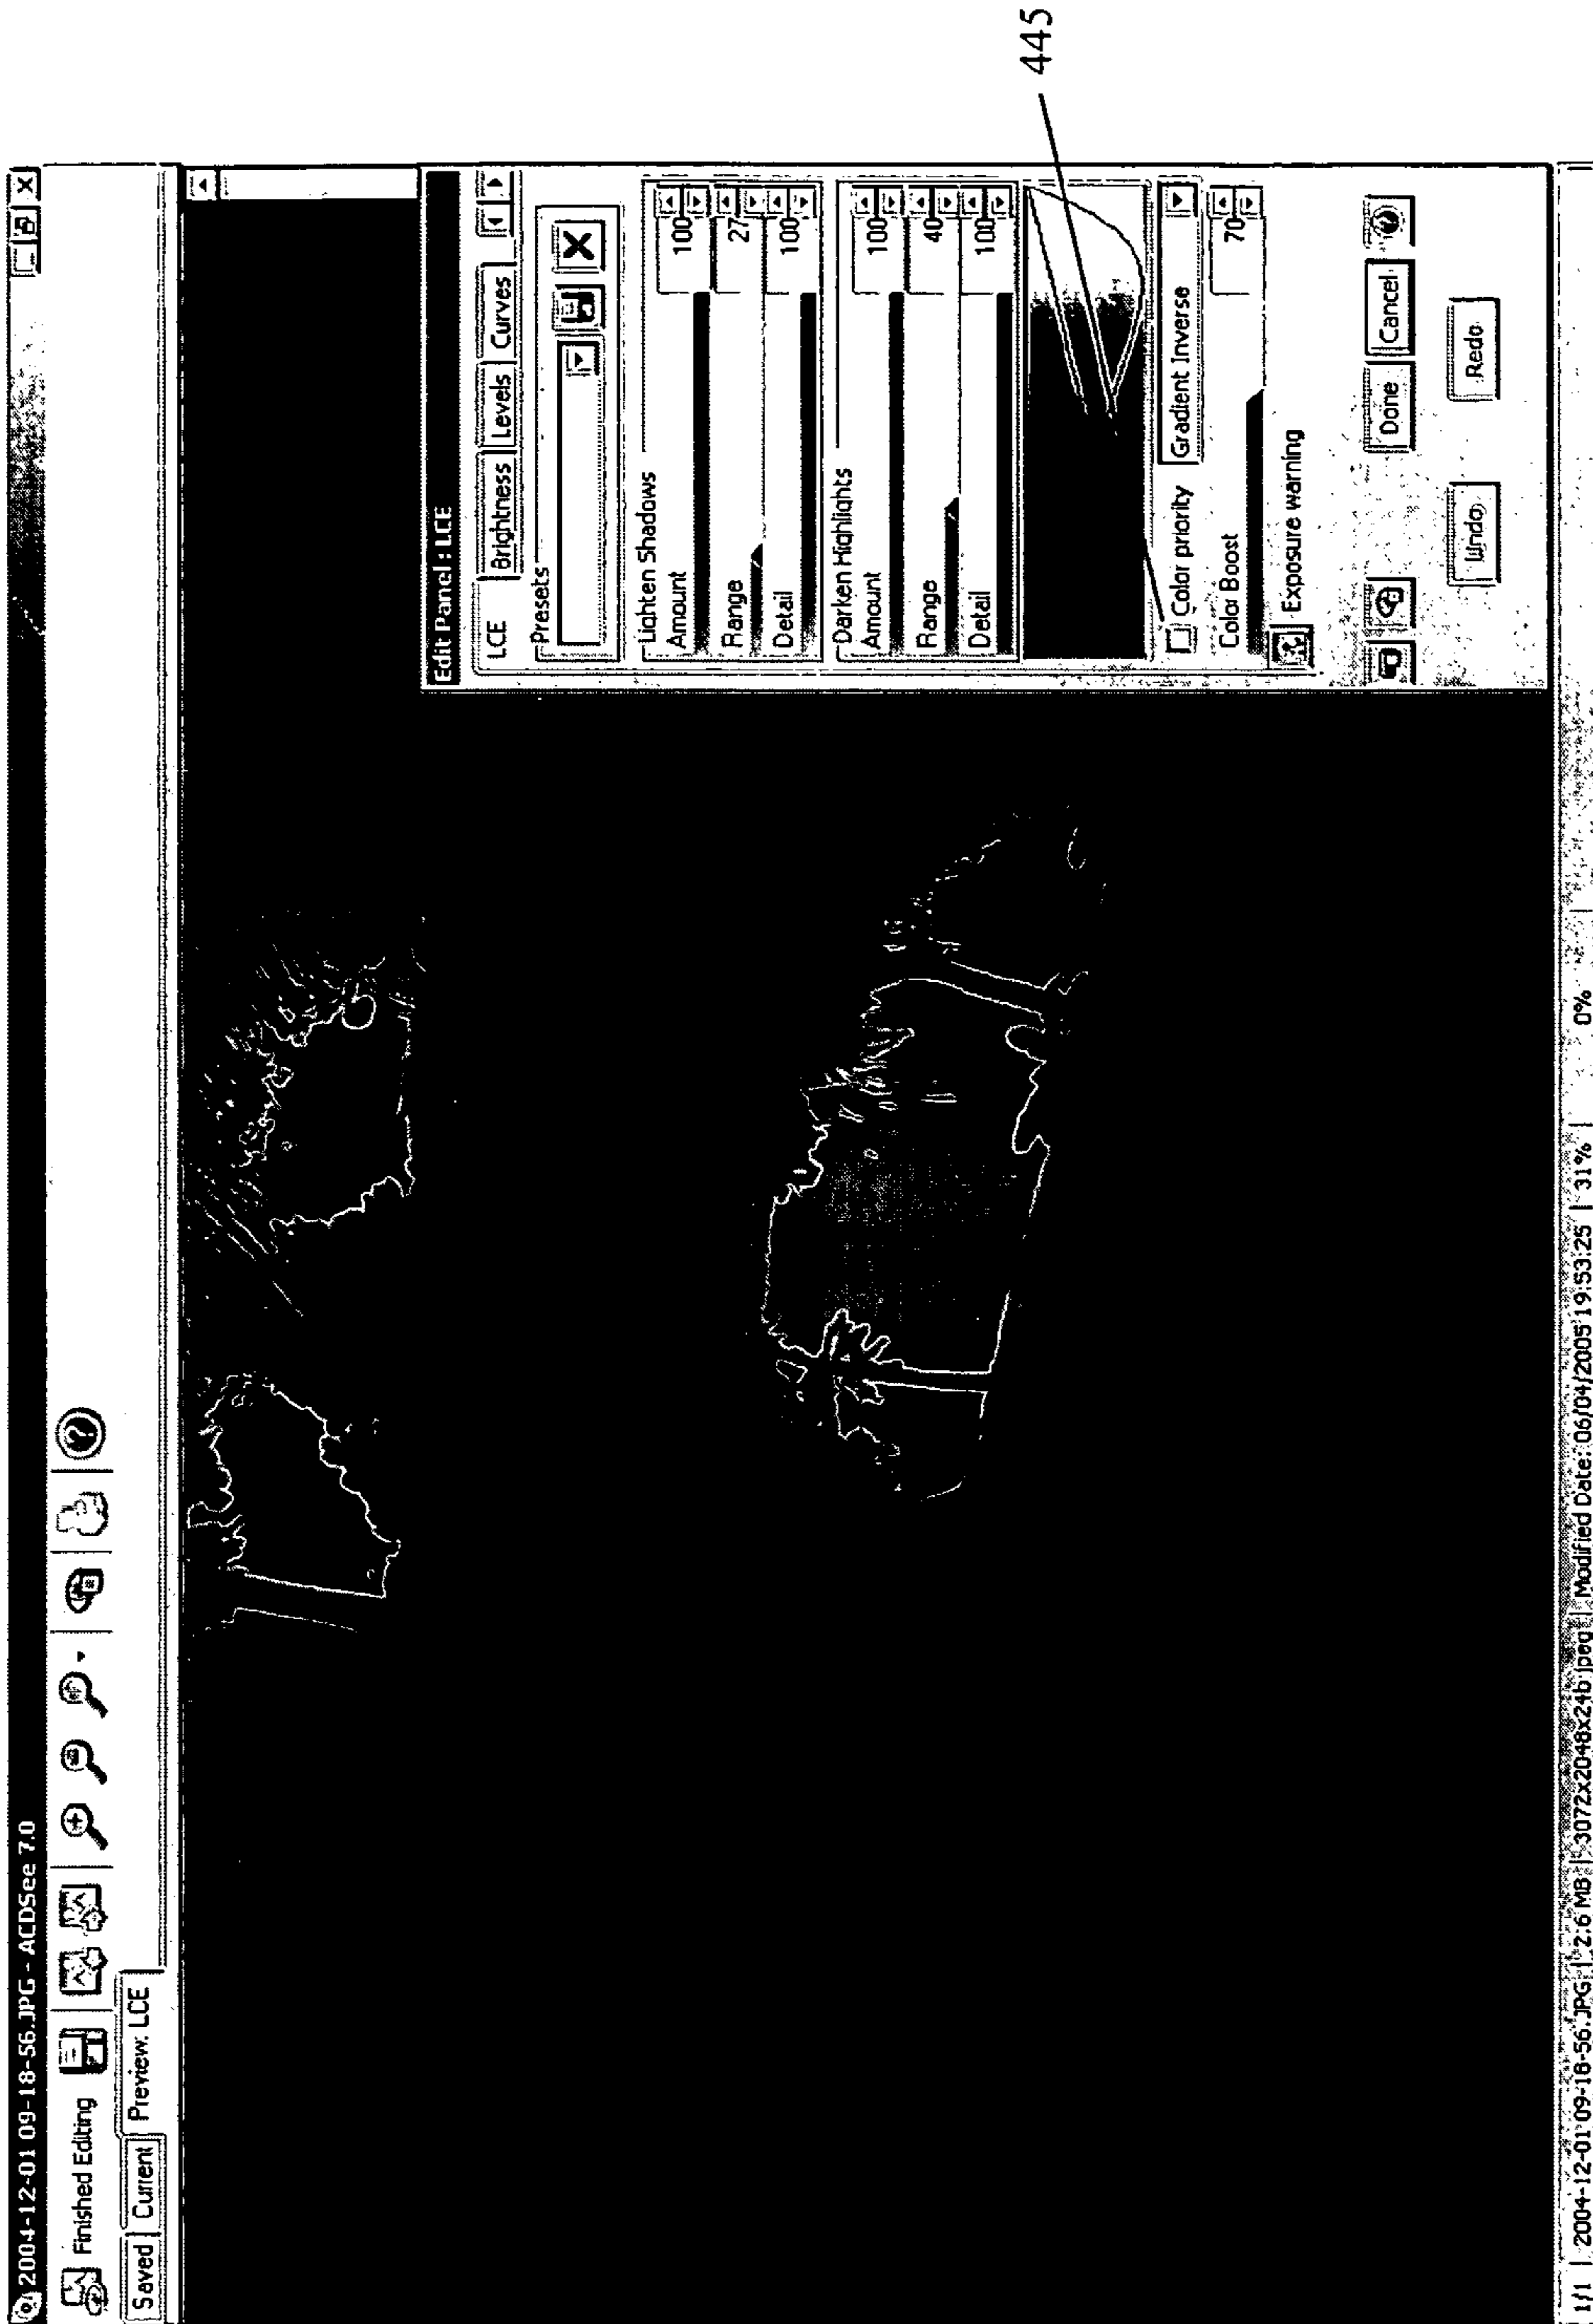 2004-12-01 09-18-56.JPG - ACDSee 7.0
Finished Editing
Saved Current Preview: LCE
Edit Panel : LCE
LCE Brightness Levels Curves
Presets
Lighten Shadows
Amount 100
Range 27
Detail 100
Darken Highlights
Amount 100
Range 40
Detail 100
445
Color priority Gradient Inverse
Color Boost 70
Exposure warning
Done Cancel
Undo Redo
1/1 2004-12-01 09-18-56.JPG 2.6 MB 3072x2048x24b jpeg Modified Date: 06/04/2005 19:53:25 31% 0%